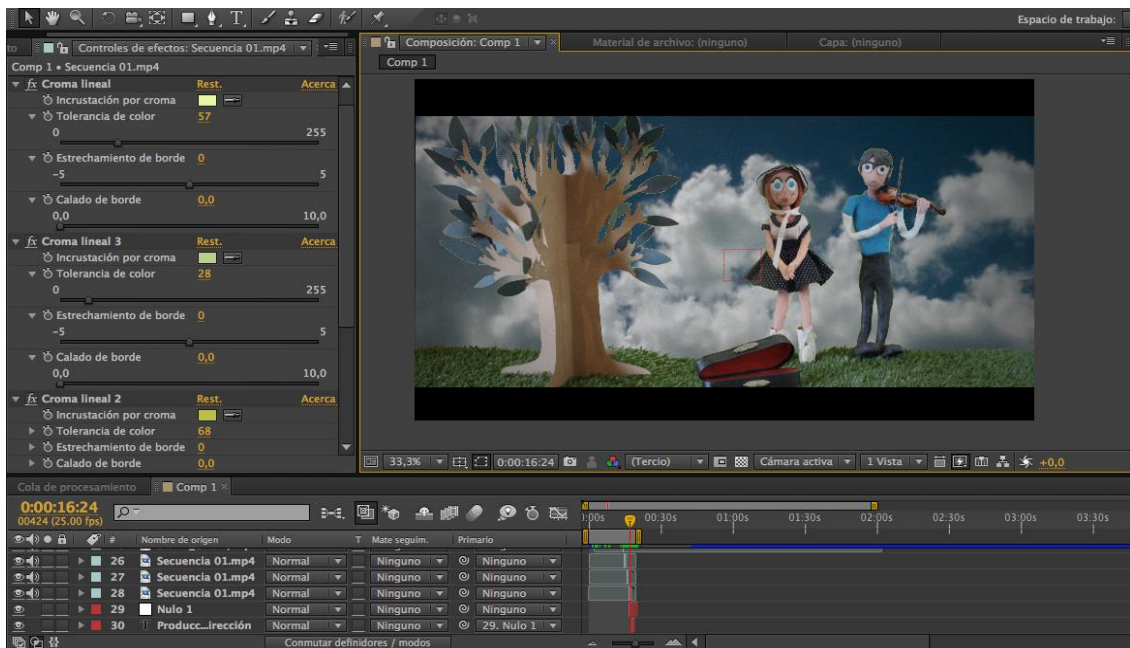 Espacio de trabajo:
to
Controles de efectos: Secuencia 01.mp4
Comp 1 • Secuencia 01.mp4
fx Croma lineal Rest. Acerca
Incrustación por croma
Tolerancia de color 57
0 255
Estrechamiento de borde 0
-5 5
Calado de borde 0,0
0,0 10,0
fx Croma lineal 3 Rest. Acerca
Incrustación por croma
Tolerancia de color 28
0 255
Estrechamiento de borde 0
-5 5
Calado de borde 0,0
0,0 10,0
fx Croma lineal 2 Rest. Acerca
Incrustación por croma
Tolerancia de color 68
Estrechamiento de borde 0
Calado de borde 0,0
Composición: Comp 1 Material de archivo: (ninguno) Capa: (ninguno)
Comp 1
33,3% 0:00:16:24 (Tercio) Cámara activa 1 Vista +0,0
Cola de procesamiento Comp 1
0:00:16:24
00424 (25.00 fps)
):00s 00:30s 01:00s 01:30s 02:00s 02:30s 03:00s 03:30s
# Nombre de origen Modo T Mate seguim. Primario
26 Secuencia 01.mp4 Normal Ninguno Ninguno
27 Secuencia 01.mp4 Normal Ninguno Ninguno
28 Secuencia 01.mp4 Normal Ninguno Ninguno
29 Nulo 1 Normal Ninguno Ninguno
30 T Producc...irección Normal Ninguno 29. Nulo 1
Conmutar definidores / modos